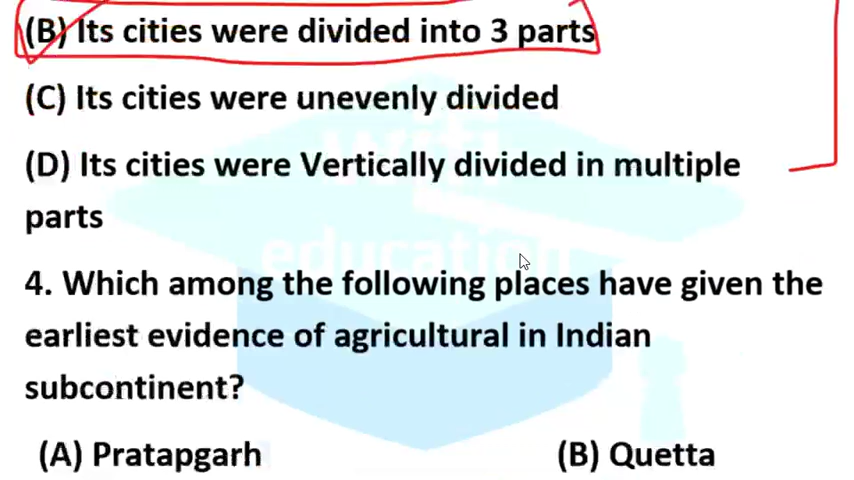 (B) Its cities were divided into 3 parts
(C) Its cities were unevenly divided
(D) Its cities were Vertically divided in multiple
parts
education
4. Which among the following places have given the
earliest evidence of agricultural in Indian
subcontinent?
(A) Pratapgarh (B) Quetta